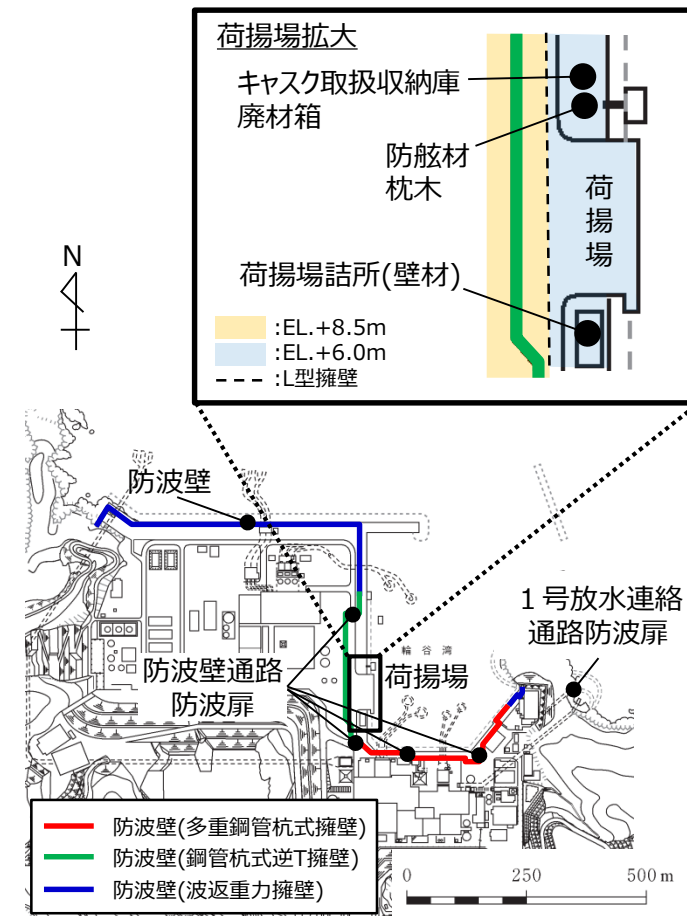 荷揚場拡大
キャスク取扱収納庫
廃材箱
防舷材
枕木
荷揚場
荷揚場詰所(壁材)
:EL.+8.5m
:EL.+6.0m
:L型擁壁
N
防波壁
1号放水連絡
通路防波扉
輪谷湾
防波壁通路
防波扉
荷揚場
防波壁(多重鋼管杭式擁壁)
防波壁(鋼管杭式逆T擁壁)
防波壁(波返重力擁壁)
0 250 500 m